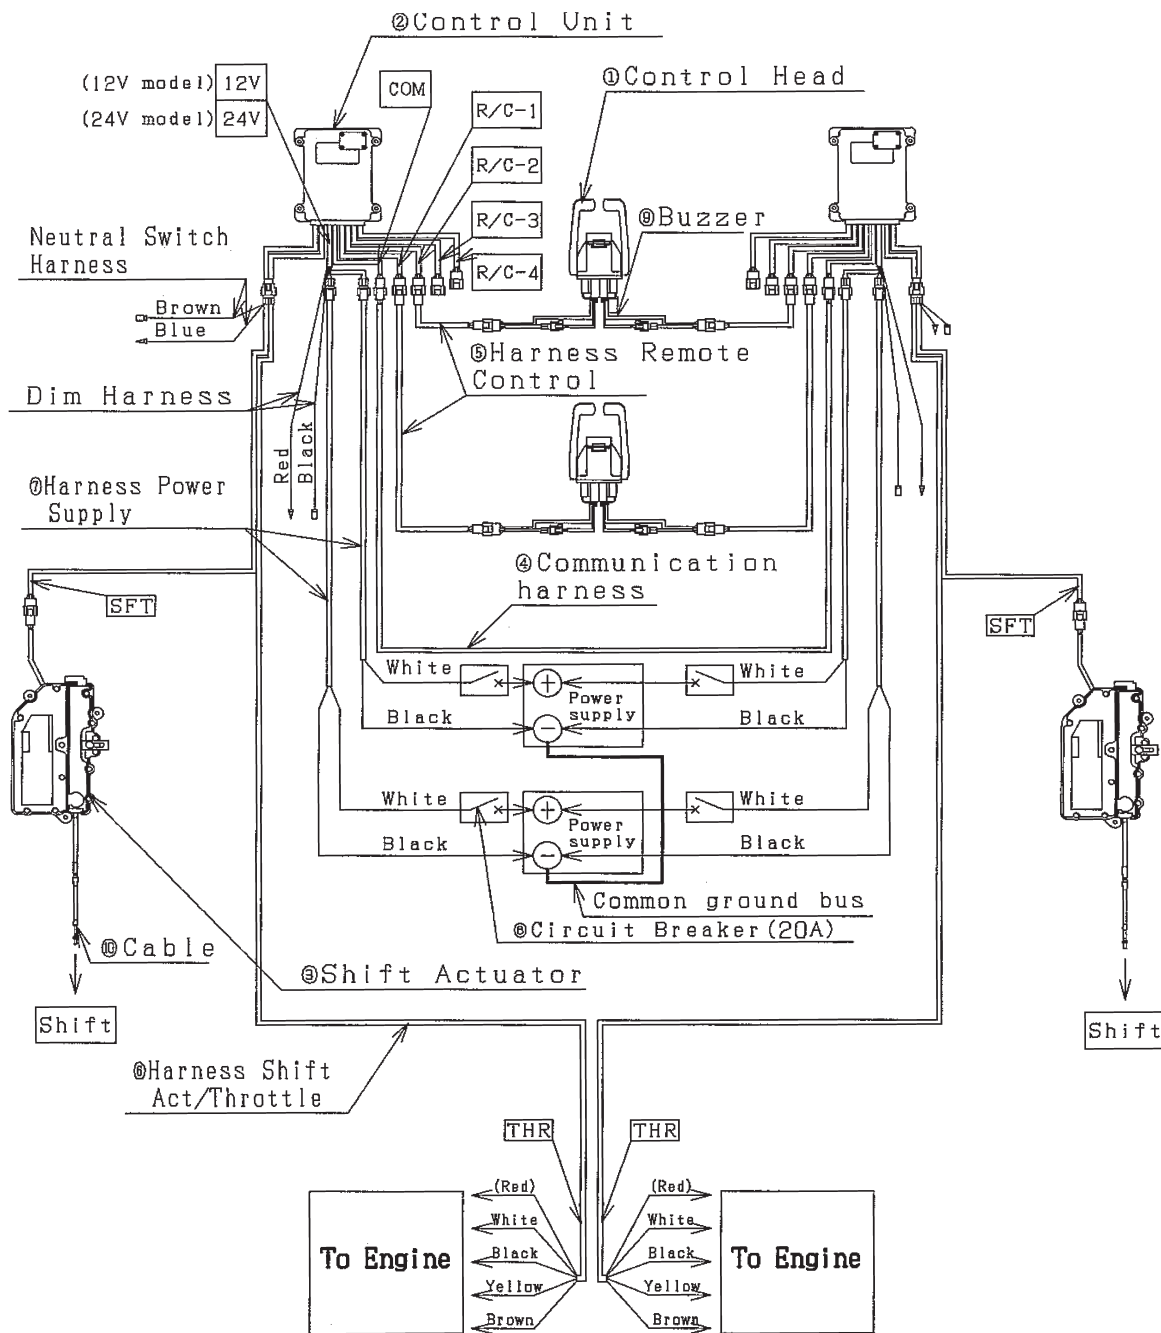 ②Control Unit
(12V model) 12V
(24V model) 24V
COM
R/C-1
R/C-2
R/C-3
R/C-4
①Control Head
⑨Buzzer
Neutral Switch
Harness
Brown
Blue
Dim Harness
Red
Black
⑤Harness Remote
Control
⑦Harness Power
Supply
④Communication
harness
SFT
SFT
White
White
Power
supply
Black
Black
White
White
Power
supply
Black
Black
Common ground bus
⑧Circuit Breaker(20A)
⑩Cable
③Shift Actuator
Shift
Shift
⑥Harness Shift
Act/Throttle
THR
THR
(Red)
White
Black
Yellow
Brown
To Engine
(Red)
White
Black
Yellow
Brown
To Engine